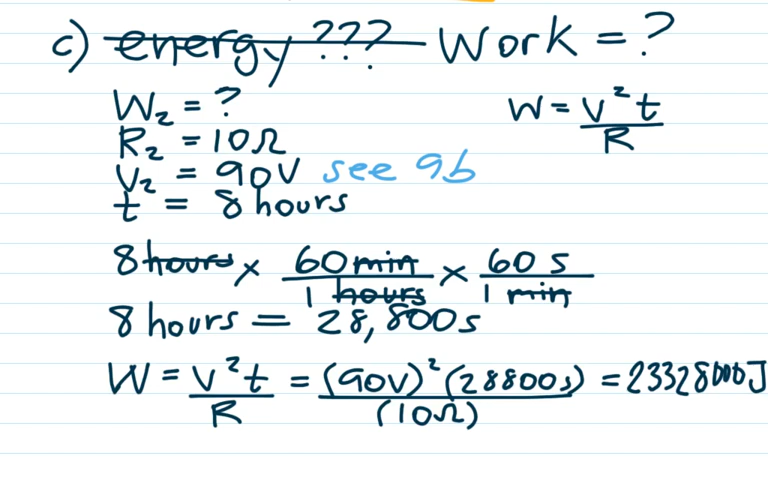 c) energy ??? Work = ?
W₂ = ? W = V²t/R
R₂ = 10Ω
V₂ = 90V see 9b
t = 8 hours
8 hours × 60 min/1 hours × 60 s/1 min
8 hours = 28,800s
W = V²t/R = (90V)²(28800s)/(10Ω) = 23328000J